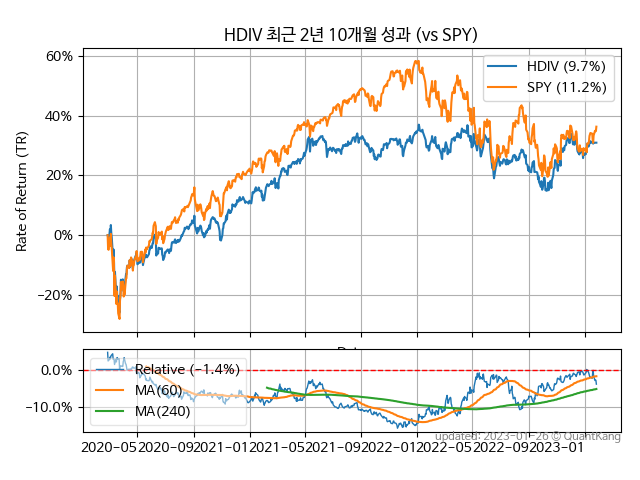 HDIV 최근 2년 10개월 성과 (vs SPY)
Rate of Return (TR)
60%
40%
20%
0%
−20%
HDIV (9.7%)
SPY (11.2%)
0.0%
−10.0%
Relative (−1.4%)
MA(60)
MA(240)
2020−05
2020−09
2021−01
2021−05
2021−09
2022−01
2022−05
2022−09
2023−01
updated: 2023−01−26 © QuantKang